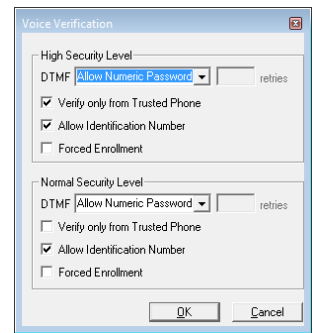 Voice Verification
High Security Level
DTMF Allow Numeric Password retries
Verify only from Trusted Phone
Allow Identification Number
Forced Enrollment
Normal Security Level
DTMF Allow Numeric Password retries
Verify only from Trusted Phone
Allow Identification Number
Forced Enrollment
OK Cancel